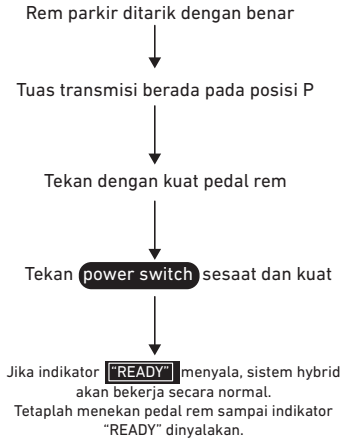 Rem parkir ditarik dengan benar
Tuas transmisi berada pada posisi P
Tekan dengan kuat pedal rem
Tekan power switch sesaat dan kuat
Jika indikator "READY" menyala, sistem hybrid
akan bekerja secara normal.
Tetaplah menekan pedal rem sampai indikator
"READY" dinyalakan.